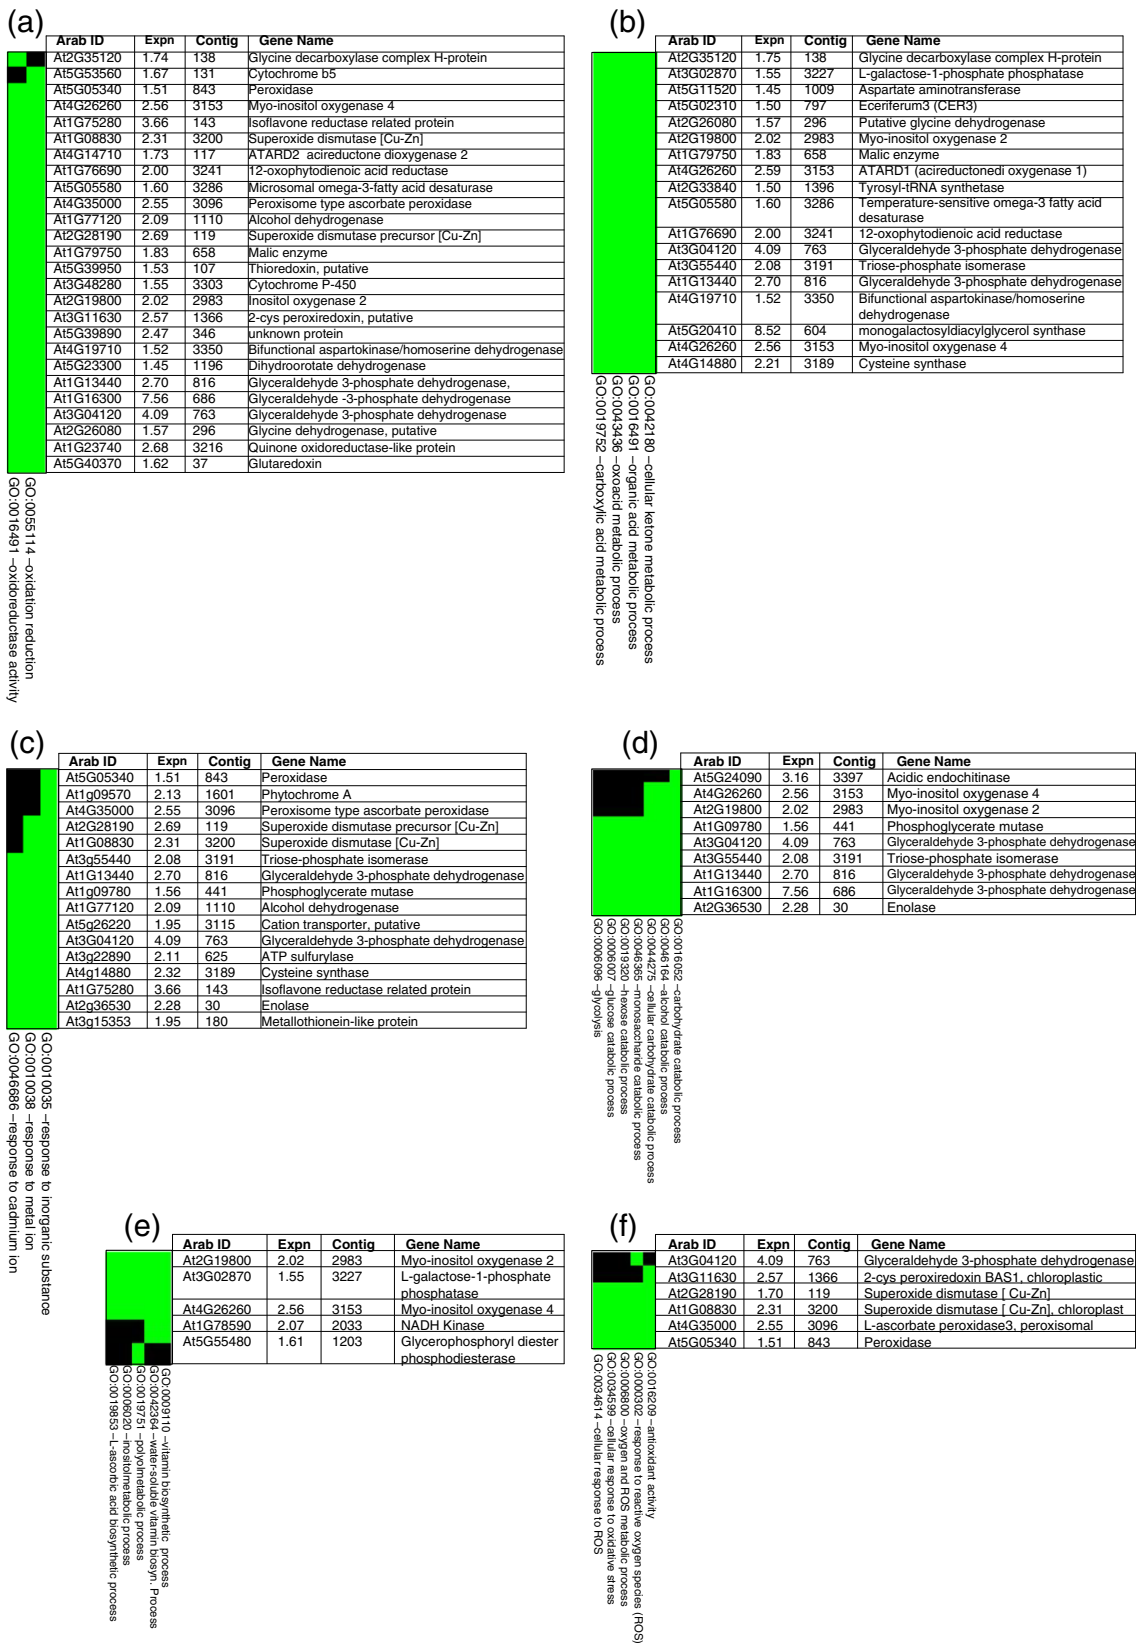 (a)
Arab ID Expn Contig Gene Name
At2G35120 1.74 138 Glycine decarboxylase complex H-protein
At5G53560 1.67 131 Cytochrome b5
At5G05340 1.51 843 Peroxidase
At4G26260 2.56 3153 Myo-inositol oxygenase 4
At1G75280 3.66 143 Isoflavone reductase related protein
At1G08830 2.31 3200 Superoxide dismutase [Cu-Zn]
At4G14710 1.73 117 ATARD2 acireductone dioxygenase 2
At1G76690 2.00 3241 12-oxophytodienoic acid reductase
At5G05580 1.60 3286 Microsomal omega-3-fatty acid desaturase
At4G35000 2.55 3096 Peroxisome type ascorbate peroxidase
At1G77120 2.09 1110 Alcohol dehydrogenase
At2G28190 2.69 119 Superoxide dismutase precursor [Cu-Zn]
At1G79750 1.83 658 Malic enzyme
At5G39950 1.53 107 Thioredoxin, putative
At3G48280 1.55 3303 Cytochrome P-450
At2G19800 2.02 2983 Inositol oxygenase 2
At3G11630 2.57 1366 2-cys peroxiredoxin, putative
At5G39890 2.47 346 unknown protein
At4G19710 1.52 3350 Bifunctional aspartokinase/homoserine dehydrogenase
At5G23300 1.45 1196 Dihydroorotate dehydrogenase
At1G13440 2.70 816 Glyceraldehyde 3-phosphate dehydrogenase,
At1G16300 7.56 686 Glyceraldehyde -3-phosphate dehydrogenase
At3G04120 4.09 763 Glyceraldehyde 3-phosphate dehydrogenase
At2G26080 1.57 296 Glycine dehydrogenase, putative
At1G23740 2.68 3216 Quinone oxidoreductase-like protein
At5G40370 1.62 37 Glutaredoxin
GO:0055114 –oxidation reduction
GO:0016491 –oxidoreductase activity
(b)
Arab ID Expn Contig Gene Name
At2G35120 1.75 138 Glycine decarboxylase complex H-protein
At3G02870 1.55 3227 L-galactose-1-phosphate phosphatase
At5G11520 1.45 1009 Aspartate aminotransferase
At5G02310 1.50 797 Eceriferum3 (CER3)
At2G26080 1.57 296 Putative glycine dehydrogenase
At2G19800 2.02 2983 Myo-inositol oxygenase 2
At1G79750 1.83 658 Malic enzyme
At4G26260 2.59 3153 ATARD1 (acireductonedi oxygenase 1)
At2G33840 1.50 1396 Tyrosyl-tRNA synthetase
At5G05580 1.60 3286 Temperature-sensitive omega-3 fatty acid
desaturase
At1G76690 2.00 3241 12-oxophytodienoic acid reductase
At3G04120 4.09 763 Glyceraldehyde 3-phosphate dehydrogenase
At3G55440 2.08 3191 Triose-phosphate isomerase
At1G13440 2.70 816 Glyceraldehyde 3-phosphate dehydrogenase
At4G19710 1.52 3350 Bifunctional aspartokinase/homoserine
dehydrogenase
At5G20410 8.52 604 monogalactosyldiacylglycerol synthase
At4G26260 2.56 3153 Myo-inositol oxygenase 4
At4G14880 2.21 3189 Cysteine synthase
GO:0042180 –cellular ketone metabolic process
GO:0016491 –organic acid metabolic process
GO:0043436 –oxoacid metabolic process
GO:0019752 –carboxylic acid metabolic process
(c)
Arab ID Expn Contig Gene Name
At5G05340 1.51 843 Peroxidase
At1g09570 2.13 1601 Phytochrome A
At4G35000 2.55 3096 Peroxisome type ascorbate peroxidase
At2G28190 2.69 119 Superoxide dismutase precursor [Cu-Zn]
At1G08830 2.31 3200 Superoxide dismutase [Cu-Zn]
At3g55440 2.08 3191 Triose-phosphate isomerase
At1G13440 2.70 816 Glyceraldehyde 3-phosphate dehydrogenase
At1g09780 1.56 441 Phosphoglycerate mutase
At1G77120 2.09 1110 Alcohol dehydrogenase
At5g26220 1.95 3115 Cation transporter, putative
At3G04120 4.09 763 Glyceraldehyde 3-phosphate dehydrogenase
At3g22890 2.11 625 ATP sulfurylase
At4g14880 2.32 3189 Cysteine synthase
At1G75280 3.66 143 Isoflavone reductase related protein
At2g36530 2.28 30 Enolase
At3g15353 1.95 180 Metallothionein-like protein
GO:0010035 –response to inorganic substance
GO:0010038 –response to metal ion
GO:0046686 –response to cadmium ion
(d)
Arab ID Expn Contig Gene Name
At5G24090 3.16 3397 Acidic endochitinase
At4G26260 2.56 3153 Myo-inositol oxygenase 4
At2G19800 2.02 2983 Myo-inositol oxygenase 2
At1G09780 1.56 441 Phosphoglycerate mutase
At3G04120 4.09 763 Glyceraldehyde 3-phosphate dehydrogenase
At3G55440 2.08 3191 Triose-phosphate isomerase
At1G13440 2.70 816 Glyceraldehyde 3-phosphate dehydrogenase
At1G16300 7.56 686 Glyceraldehyde 3-phosphate dehydrogenase
At2G36530 2.28 30 Enolase
GO:0016052 –carbohydrate catabolic process
GO:0046164 –alcohol catabolic process
GO:0044275 –cellular carbohydrate catabolic process
GO:0046365 –monosaccharide catabolic process
GO:0019320 –hexose catabolic process
GO:0006007 –glucose catabolic process
GO:0006096 –glycolysis
(e)
Arab ID Expn Contig Gene Name
At2G19800 2.02 2983 Myo-inositol oxygenase 2
At3G02870 1.55 3227 L-galactose-1-phosphate
phosphatase
At4G26260 2.56 3153 Myo-inositol oxygenase 4
At1G78590 2.07 2033 NADH Kinase
At5G55480 1.61 1203 Glycerophosphoryl diester
phosphodiesterase
GO:0009110 –vitamin biosynthetic process
GO:0042364 –water-soluble vitamin biosyn. Process
GO:0019751 –polyolmetabolic process
GO:0006020 –inositolmetabolic process
GO:0019853 –L-ascorbic acid biosynthetic process
(f)
Arab ID Expn Contig Gene Name
At3G04120 4.09 763 Glyceraldehyde 3-phosphate dehydrogenase
At3G11630 2.57 1366 2-cys peroxiredoxin BAS1, chloroplastic
At2G28190 1.70 119 Superoxide dismutase [ Cu-Zn]
At1G08830 2.31 3200 Superoxide dismutase [ Cu-Zn], chloroplast
At4G35000 2.55 3096 L-ascorbate peroxidase3, peroxisomal
At5G05340 1.51 843 Peroxidase
GO:0016209 –antioxidant activity
GO:0000302 –response to reactive oxygen species (ROS)
GO:0006800 –oxygen and ROS metabolic process
GO:0034599 –cellular response to oxidative stress
GO:0034614 –cellular response to ROS